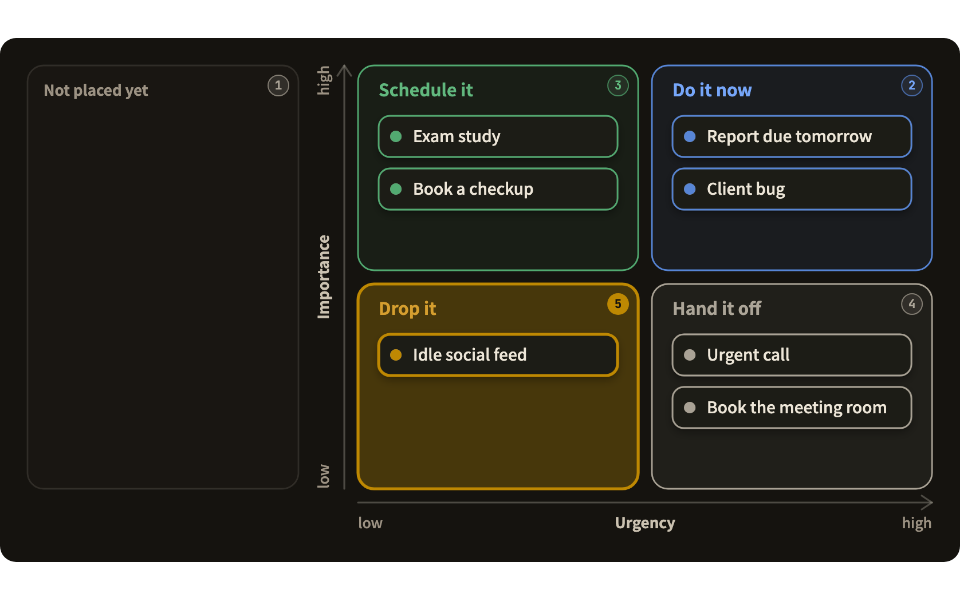 Not placed yet
1
high
Importance
low
Schedule it
3
Exam study
Book a checkup
Do it now
2
Report due tomorrow
Client bug
Drop it
5
Idle social feed
Hand it off
4
Urgent call
Book the meeting room
low
Urgency
high